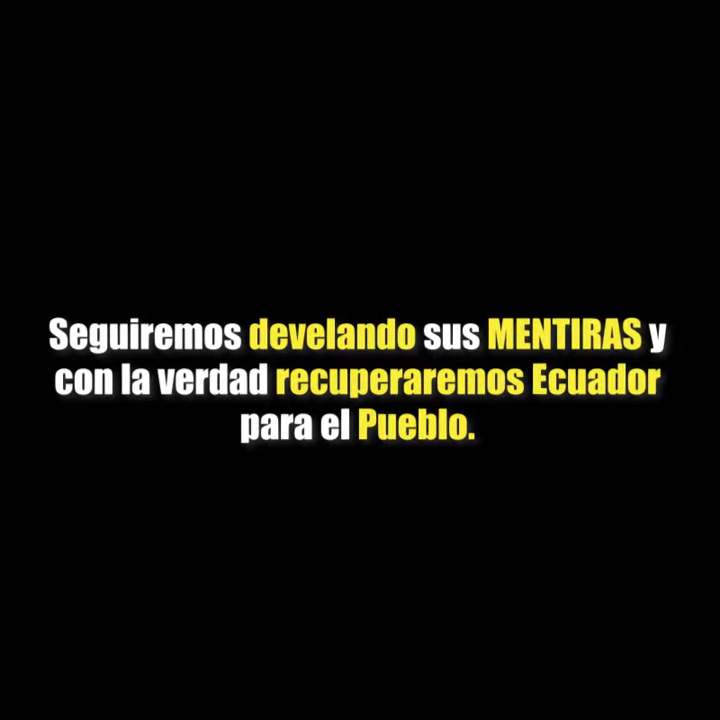 Seguiremos develando sus MENTIRAS y
con la verdad recuperaremos Ecuador
para el Pueblo.